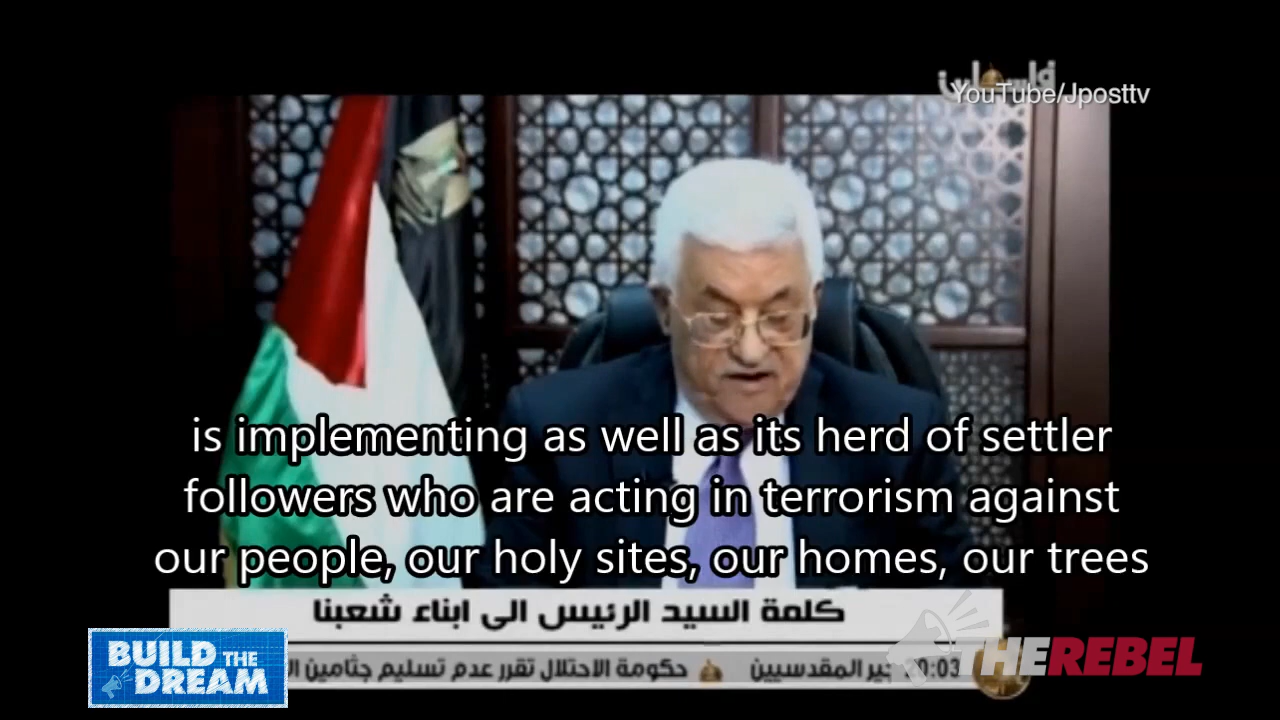 فلسطين
YouTube/Jposttv
is implementing as well as its herd of settler
followers who are acting in terrorism against
our people, our holy sites, our homes, our trees
كلمة السيد الرئيس الى ابناء شعبنا
المقدسيين
حكومة الاحتلال تقرر عدم تسليم جثامين
BUILD THE
DREAM
THEREBEL